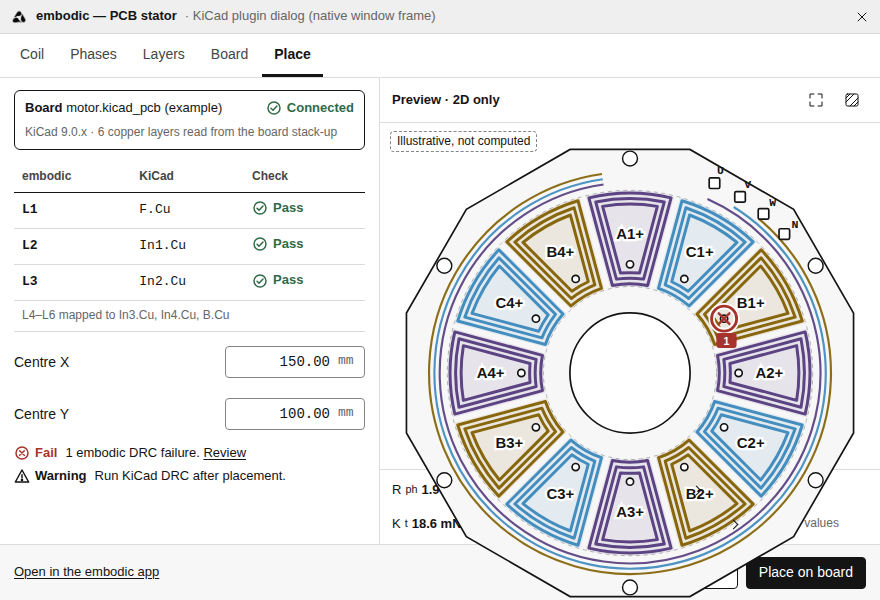 embodic — PCB stator · KiCad plugin dialog (native window frame)
Coil Phases Layers Board Place
Board motor.kicad_pcb (example) Connected
KiCad 9.0.x · 6 copper layers read from the board stack-up
embodic KiCad Check
L1 F.Cu Pass
L2 In1.Cu Pass
L3 In2.Cu Pass
L4–L6 mapped to In3.Cu, In4.Cu, B.Cu
Centre X 150.00 mm
Centre Y 100.00 mm
Fail 1 embodic DRC failure. Review
Warning Run KiCad DRC after placement.
Preview · 2D only
Illustrative, not computed
U
V
W
N
A1+
B4+ C1+
C4+ B1+
1
A4+ A2+
B3+ C2+
C3+ B2+
A3+
R ph 1.9
K t 18.6 mN
values
Open in the embodic app
Place on board